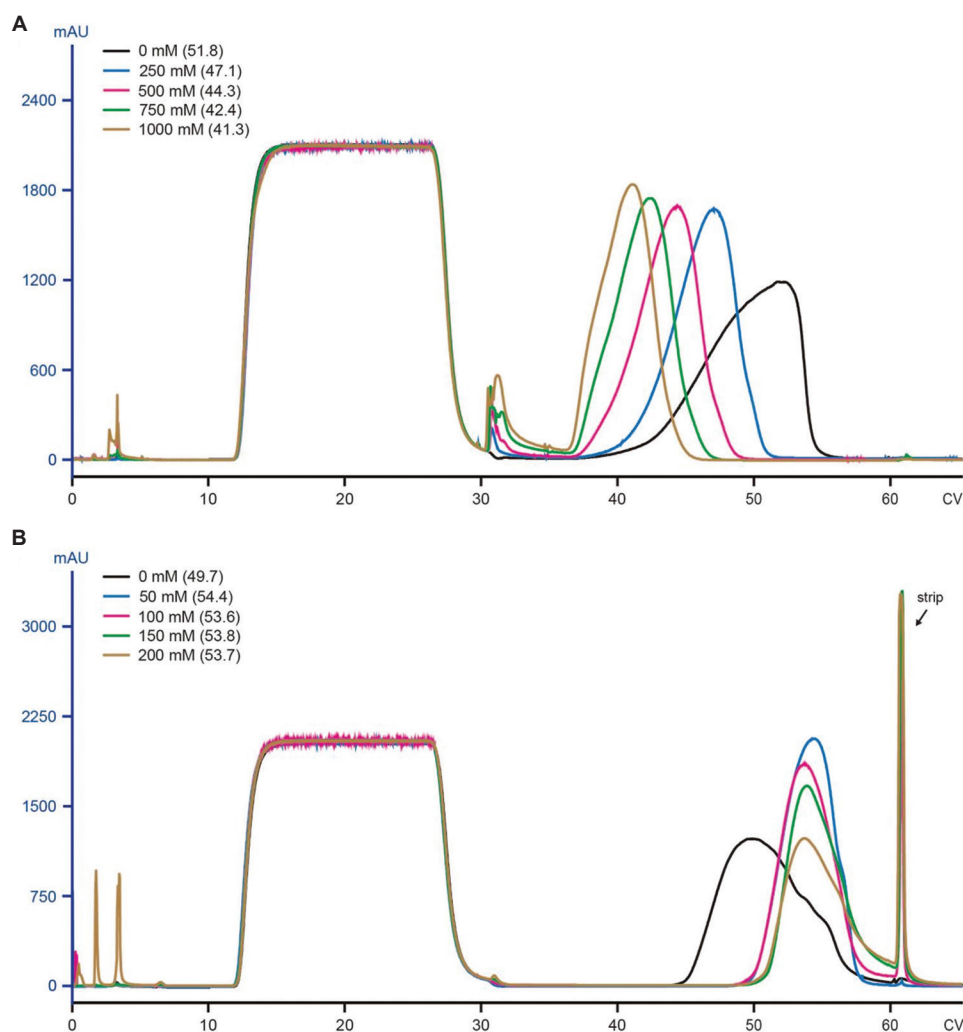 A
mAU
0 mM (51.8)
250 mM (47.1)
500 mM (44.3)
750 mM (42.4)
1000 mM (41.3)
2400
1800
1200
600
0
0 10 20 30 40 50 60 CV
B
mAU
0 mM (49.7)
50 mM (54.4)
100 mM (53.6)
150 mM (53.8)
200 mM (53.7)
strip
3000
2250
1500
750
0
0 10 20 30 40 50 60 CV